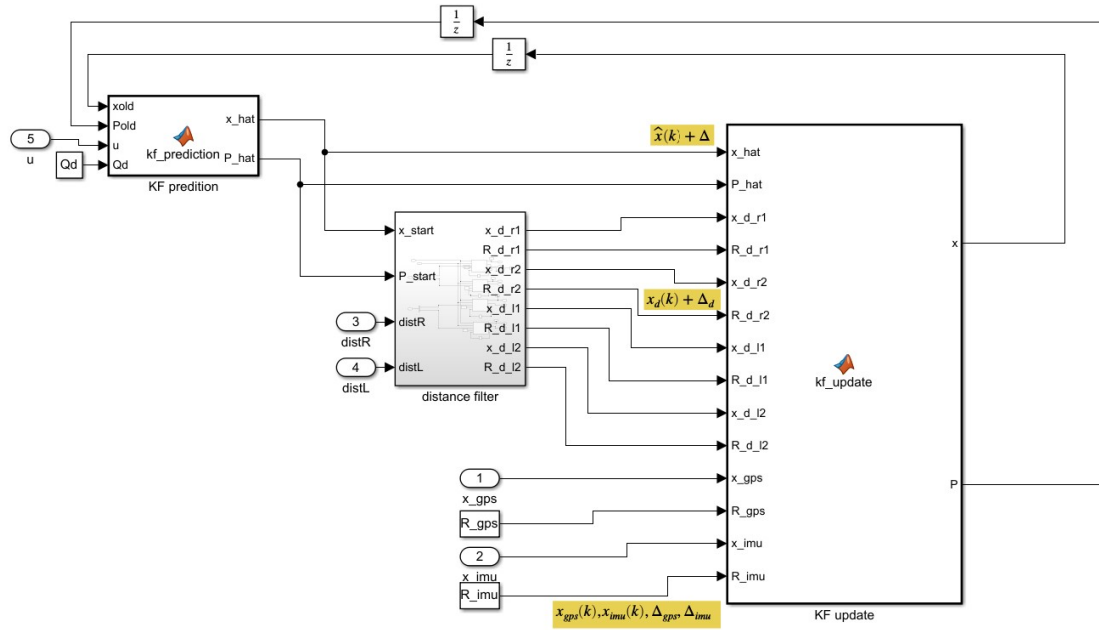 1
z
1
z
xold
Pold
u
Qd
x_hat
P_hat
kf_prediction
KF predition
5
u
Qd
x̂(k) + Δ
x_start
P_start
distR
distL
x_d_r1
R_d_r1
x_d_r2
R_d_r2
x_d_l1
R_d_l1
x_d_l2
R_d_l2
distance filter
3
distR
4
distL
x_d(k) + Δ_d
x_hat
P_hat
x_d_r1
R_d_r1
x_d_r2
R_d_r2
x_d_l1
R_d_l1
x_d_l2
R_d_l2
x_gps
R_gps
x_imu
R_imu
kf_update
x
P
KF update
1
x_gps
R_gps
2
x_imu
R_imu
x_gps(k), x_imu(k), Δ_gps, Δ_imu